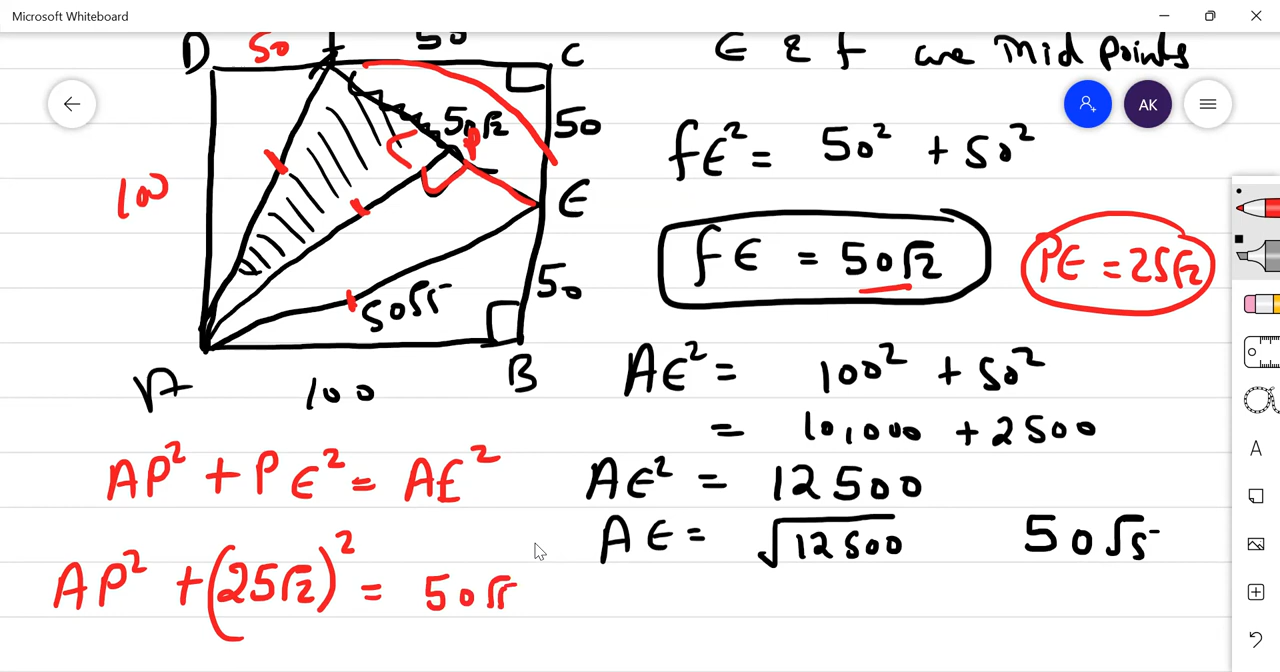 Microsoft Whiteboard
D 50 f 50 C
E & f are mid points
AK
50√2 P 50
fE² = 50² + 50²
100
E
fE = 50√2
PE = 25√2
50
50√5
A 100 B
AE² = 100² + 50²
= 10,000 + 2500
AP² + PE² = AE²
AE² = 12500
AE = √12500 50√5
AP² + (25√2)² = 50√5
A